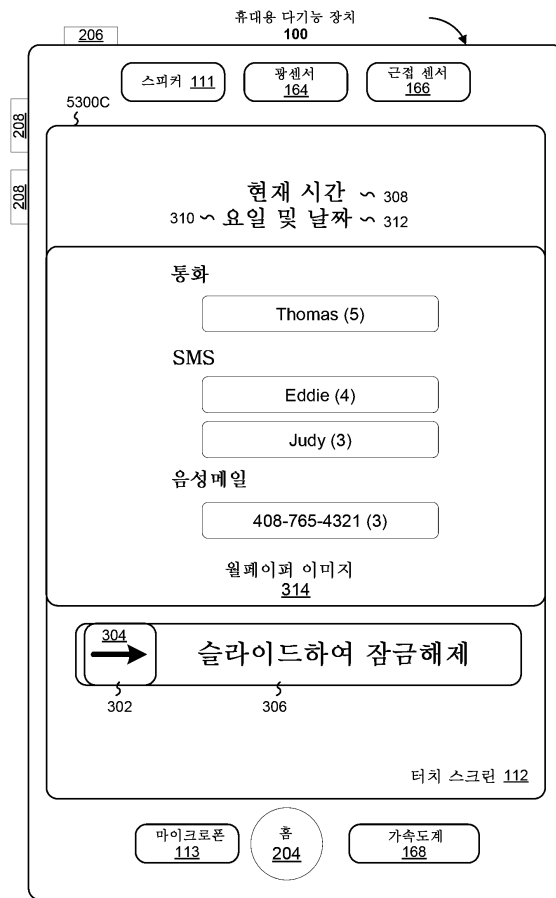 휴대용 다기능 장치
100
206
스피커 111
광센서
164
근접 센서
166
5300C
208
208
현재 시간 ~ 308
310 ~ 요일 및 날짜 ~ 312
통화
Thomas (5)
SMS
Eddie (4)
Judy (3)
음성메일
408-765-4321 (3)
월페이퍼 이미지
314
304
슬라이드하여 잠금해제
302
306
터치 스크린 112
마이크로폰
113
홈
204
가속도계
168